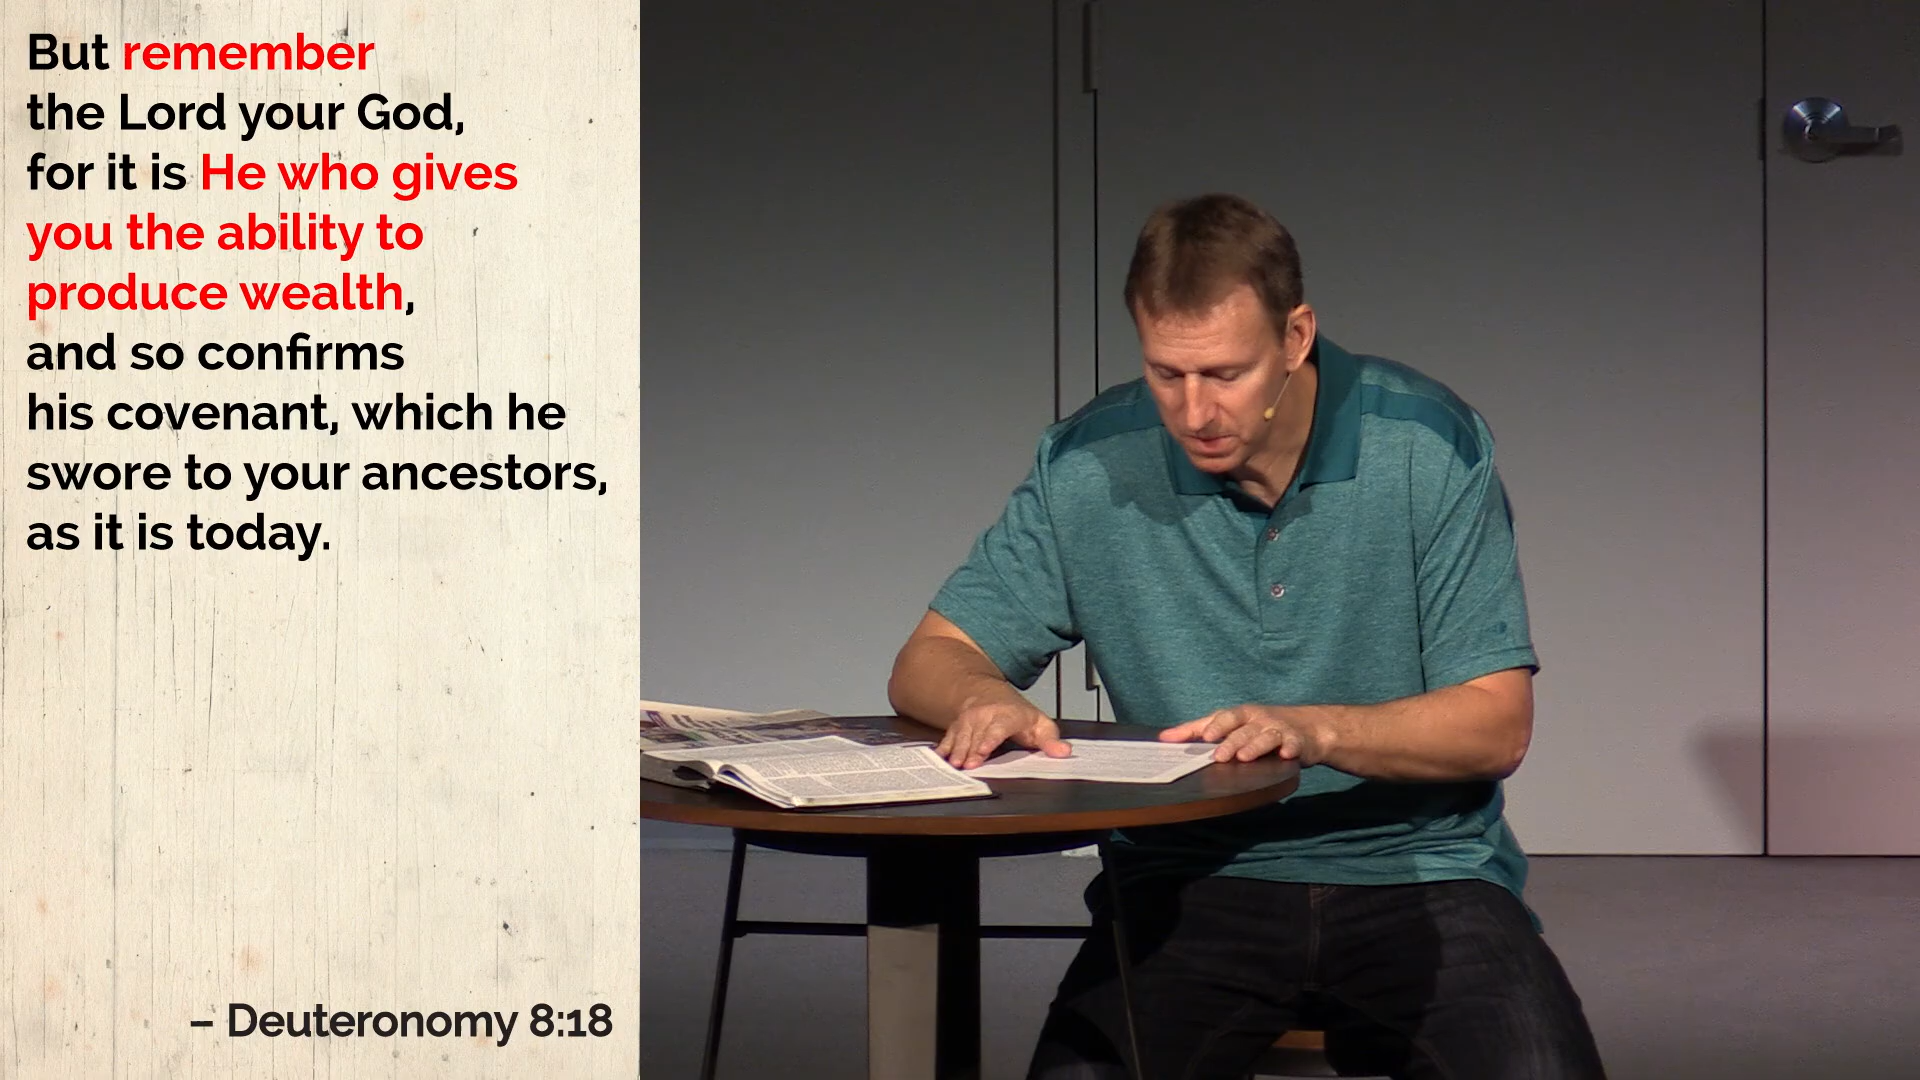 But remember
the Lord your God,
for it is He who gives
you the ability to
produce wealth,
and so confirms
his covenant, which he
swore to your ancestors,
as it is today.
– Deuteronomy 8:18